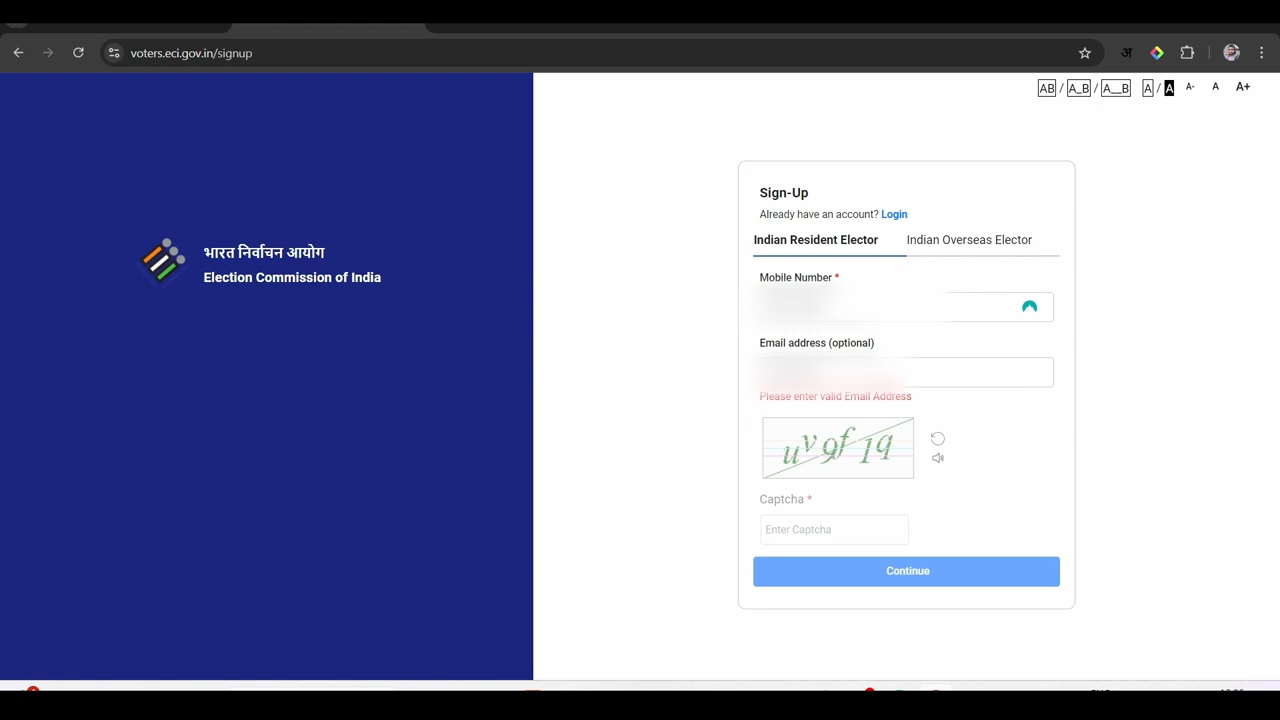 voters.eci.gov.in/signup
अ
AB / A_B / A__B A / A A- A A+
भारत निर्वाचन आयोग
Election Commission of India
Sign-Up
Already have an account? Login
Indian Resident Elector Indian Overseas Elector
Mobile Number *
Email address (optional)
Please enter valid Email Address
uv9f1q
Captcha *
Enter Captcha
Continue